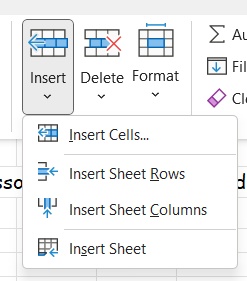 Insert Delete Format
Insert Cells...
Insert Sheet Rows
Insert Sheet Columns
Insert Sheet